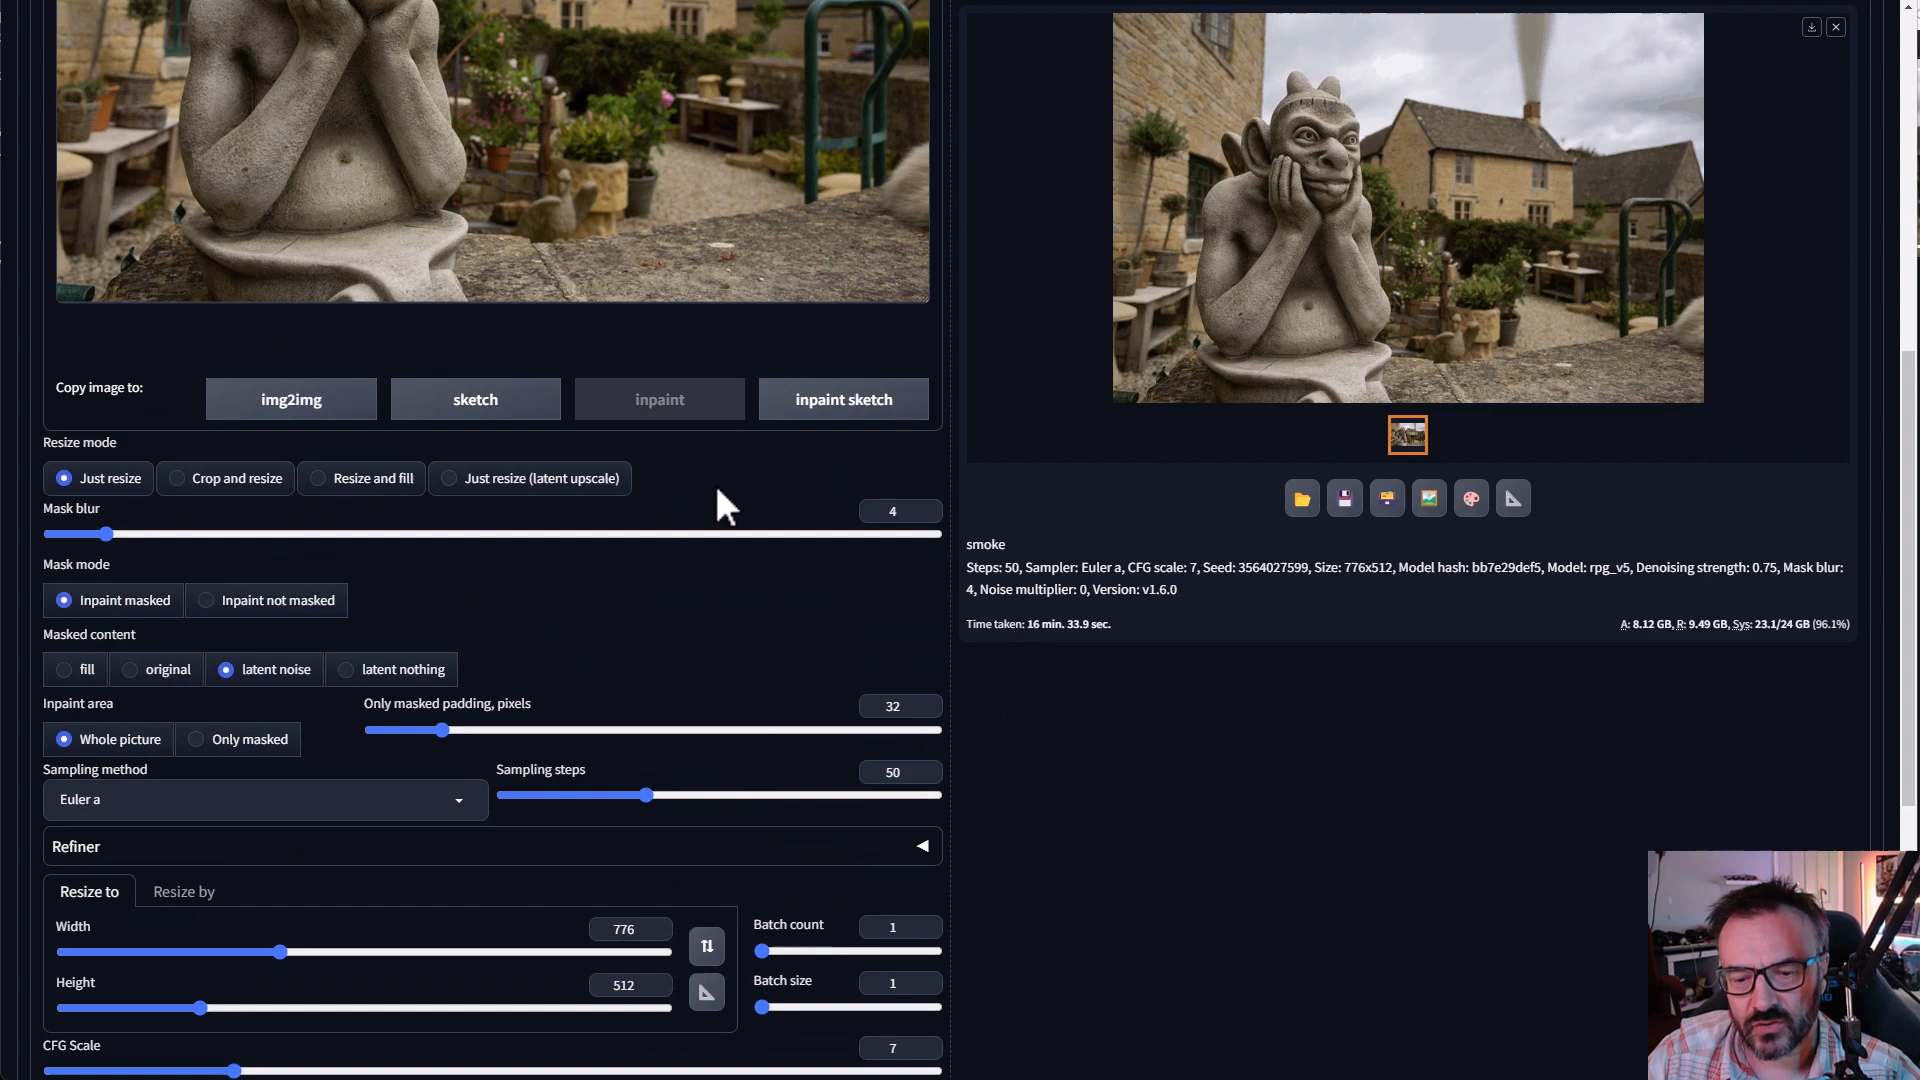 Copy image to:
img2img
sketch
inpaint
inpaint sketch
Resize mode
Just resize
Crop and resize
Resize and fill
Just resize (latent upscale)
Mask blur
4
Mask mode
Inpaint masked
Inpaint not masked
Masked content
fill
original
latent noise
latent nothing
Inpaint area
Only masked padding, pixels
32
Whole picture
Only masked
Sampling method
Sampling steps
50
Euler a
Refiner
Resize to
Resize by
Width
776
Batch count
1
Height
512
Batch size
1
CFG Scale
7
smoke
Steps: 50, Sampler: Euler a, CFG scale: 7, Seed: 3564027599, Size: 776x512, Model hash: bb7e29def5, Model: rpg_v5, Denoising strength: 0.75, Mask blur:
4, Noise multiplier: 0, Version: v1.6.0
Time taken: 16 min. 33.9 sec.
A: 8.12 GB, R: 9.49 GB, Sys: 23.1/24 GB (96.1%)